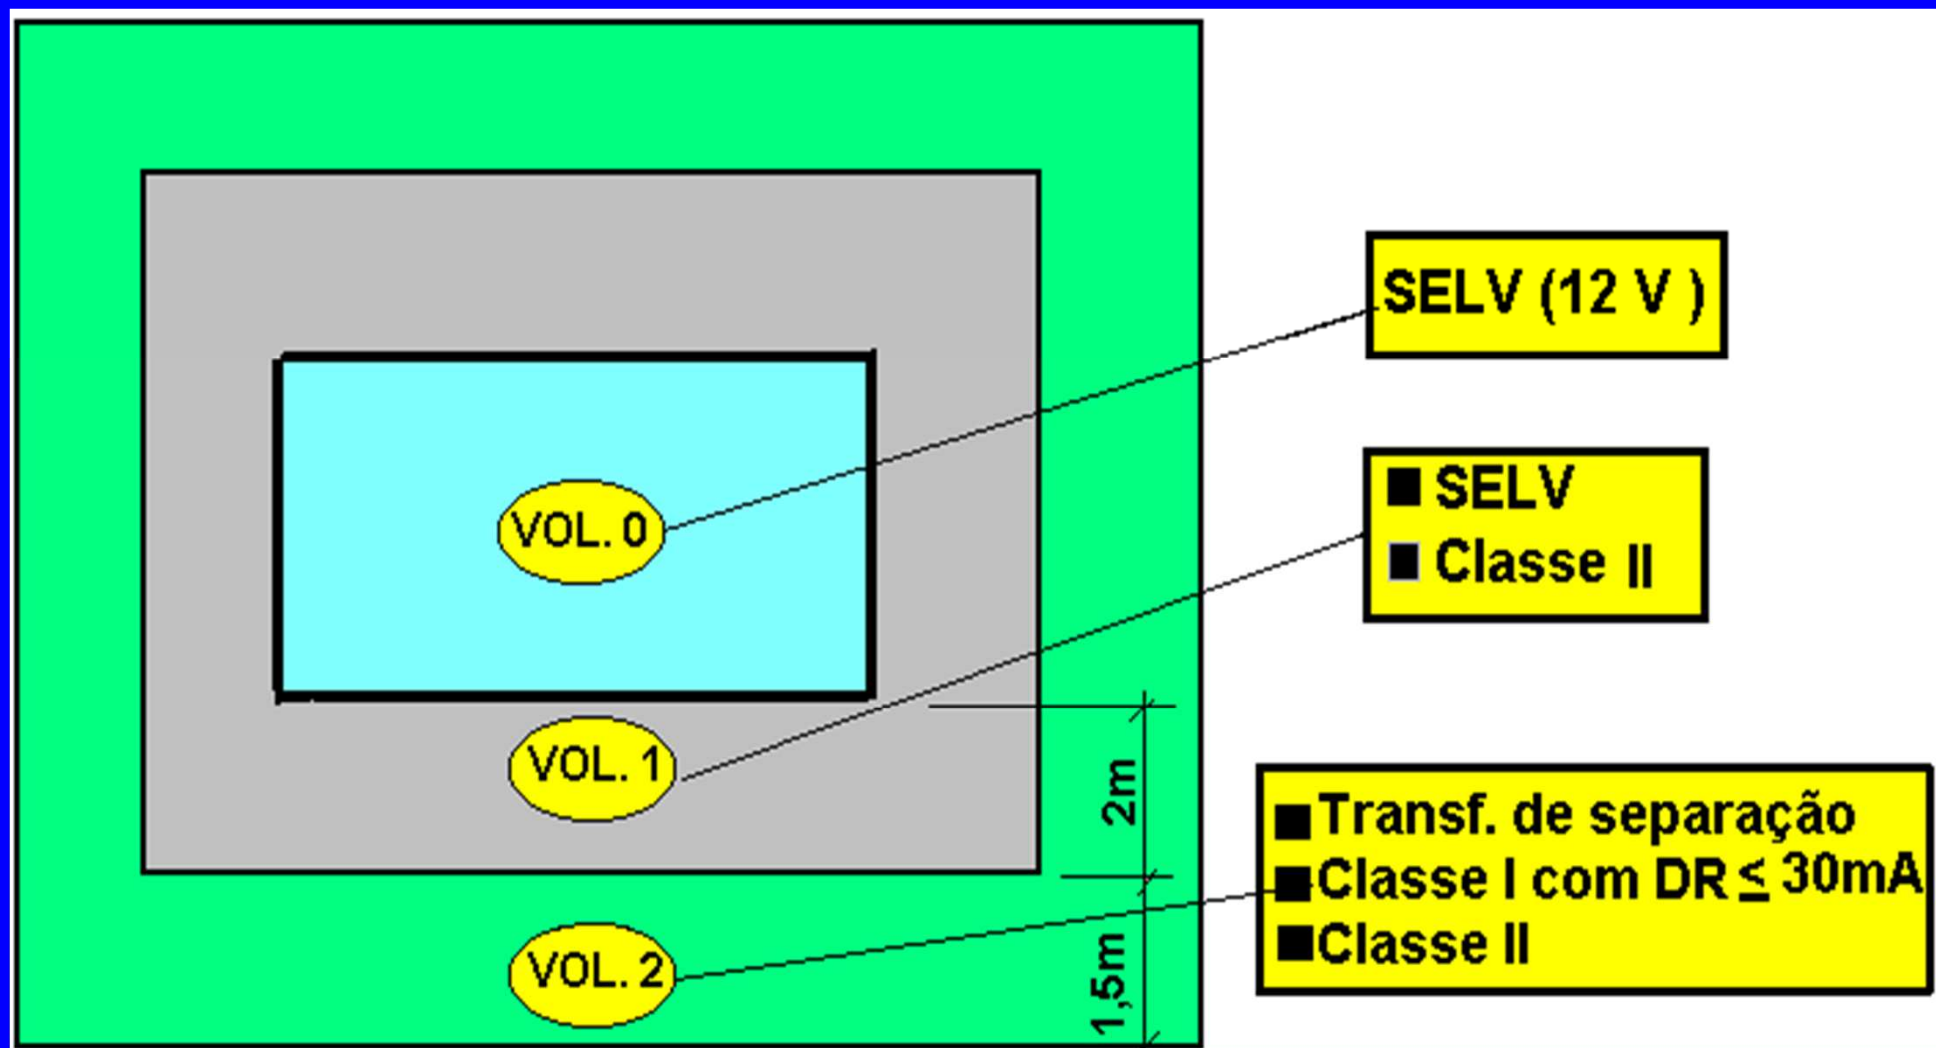 SELV (12 V )
VOL. 0
SELV
Classe II
VOL. 1
2m
Transf. de separação
Classe I com DR ≤ 30mA
Classe II
VOL. 2
1,5m